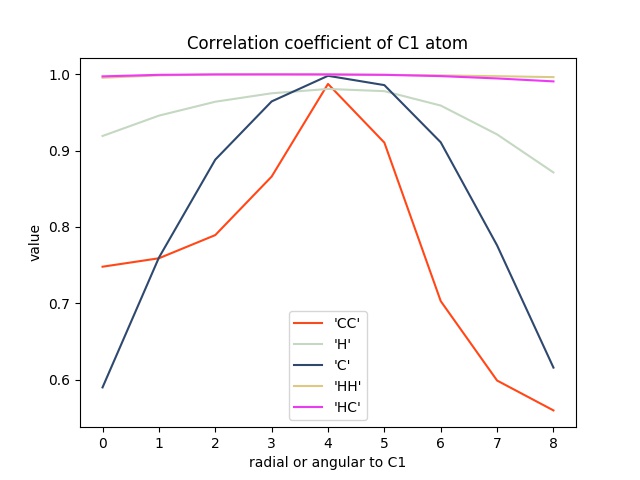 Correlation coefficient of C1 atom
value
1.0
0.9
0.8
0.7
0.6
'CC'
'H'
'C'
'HH'
'HC'
0 1 2 3 4 5 6 7 8
radial or angular to C1